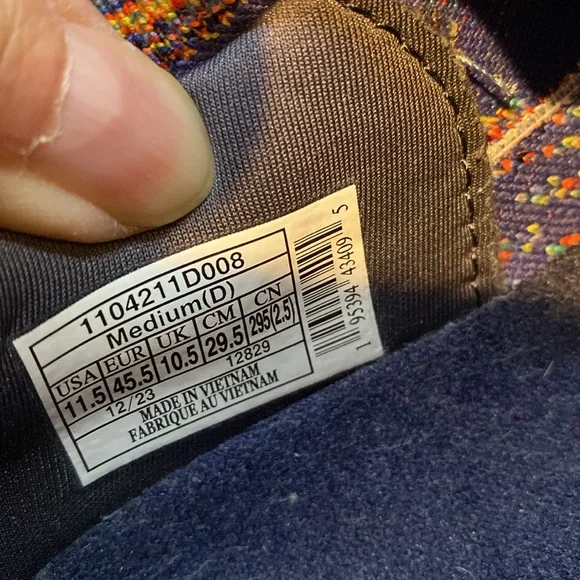 1104211D008
Medium(D)
USA EUR UK CM CN
11.5 45.5 10.5 29.5 295(2.5)
12/23 12829
MADE IN VIETNAM
FABRIQUE AU VIETNAM
1 95394 43409 5